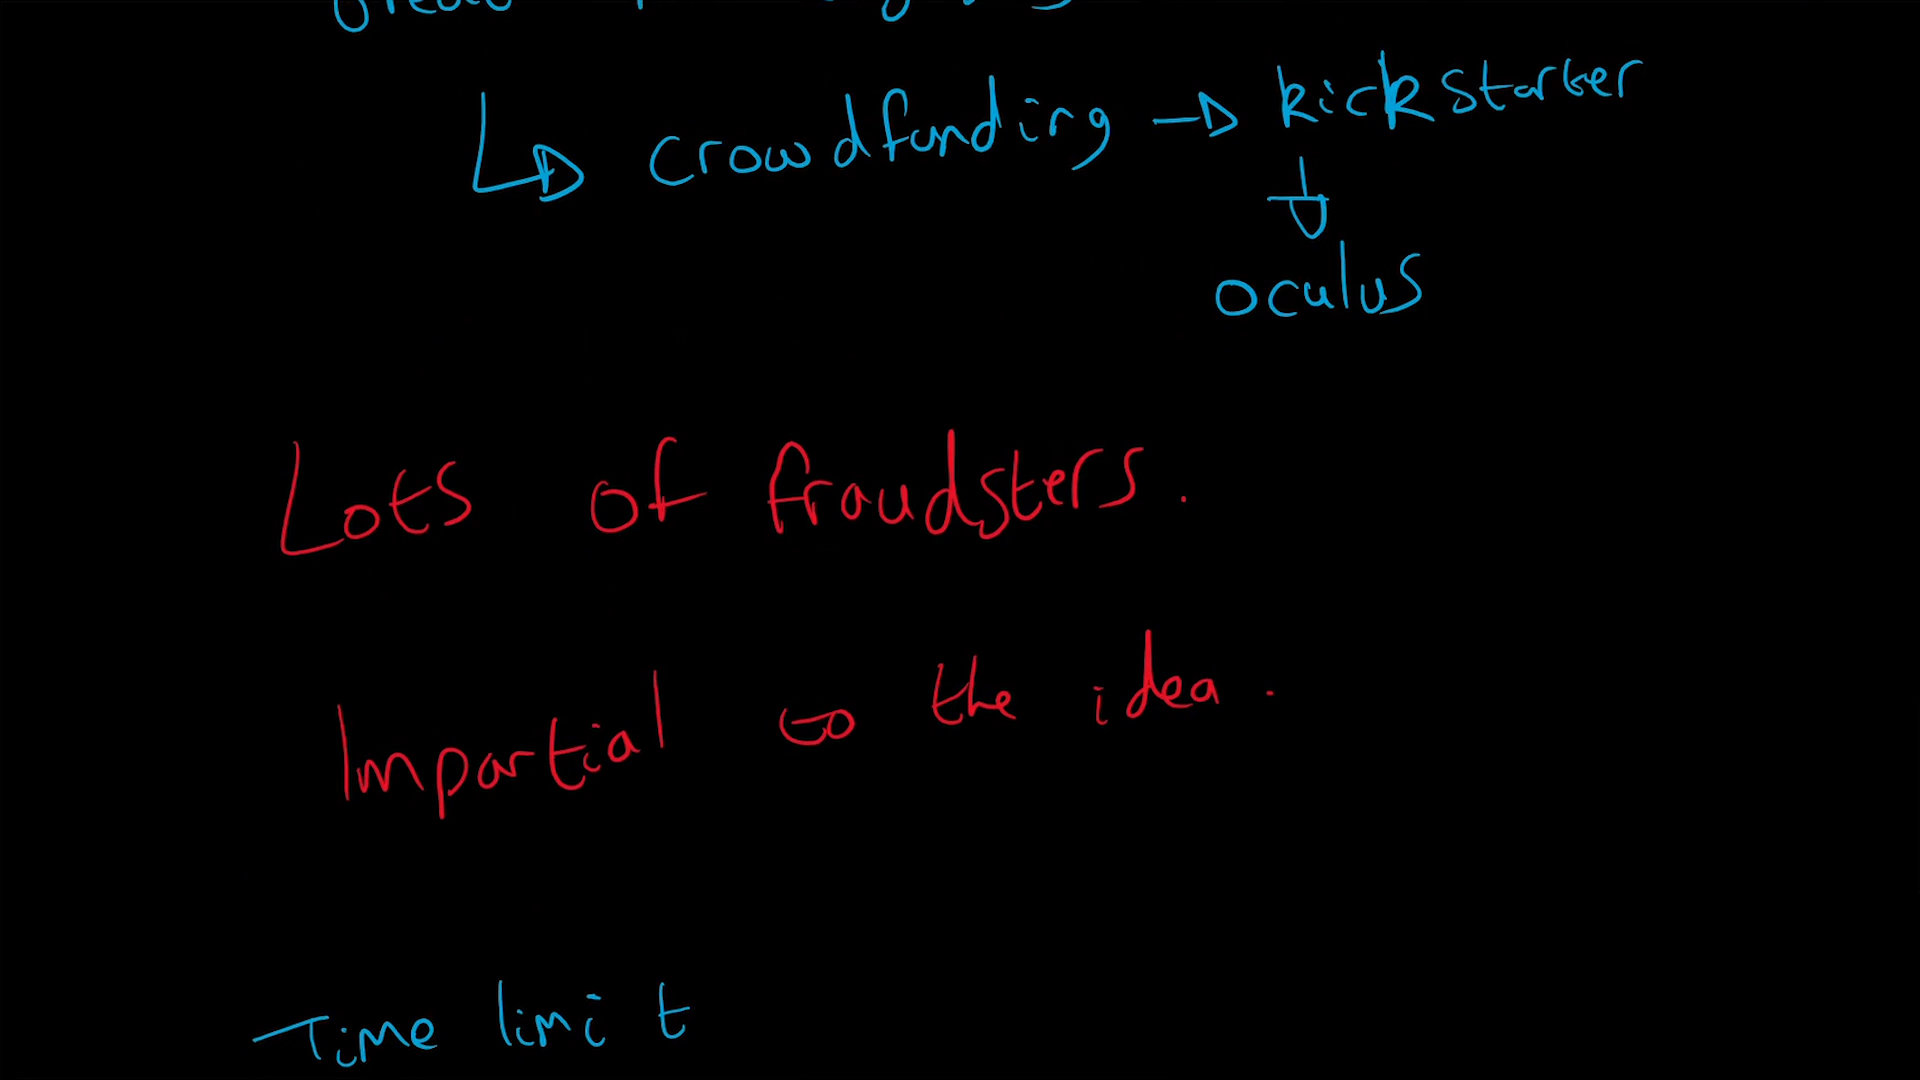 ↳ crowdfunding → kickstarter
↓
oculus
Lots of fraudsters.
Impartial to the idea.
Time limit